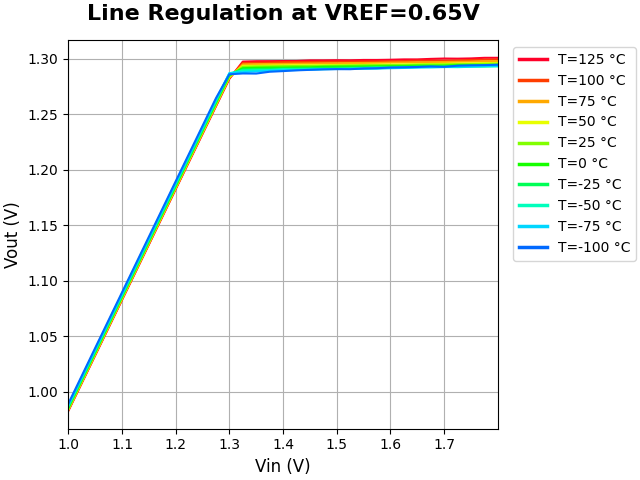 Line Regulation at VREF=0.65V
Vout (V)
1.30
1.25
1.20
1.15
1.10
1.05
1.00
1.0 1.1 1.2 1.3 1.4 1.5 1.6 1.7
Vin (V)
T=125 °C
T=100 °C
T=75 °C
T=50 °C
T=25 °C
T=0 °C
T=-25 °C
T=-50 °C
T=-75 °C
T=-100 °C